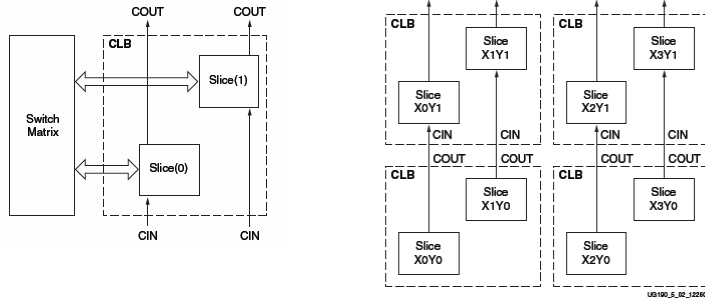 COUT COUT
CLB
Slice(1)
Switch
Matrix
Slice(0)
CIN CIN
CLB
Slice
X1Y1
Slice
X0Y1
CIN CIN
COUT COUT
CLB
Slice
X1Y0
Slice
X0Y0
CLB
Slice
X3Y1
Slice
X2Y1
CIN CIN
COUT COUT
CLB
Slice
X3Y0
Slice
X2Y0